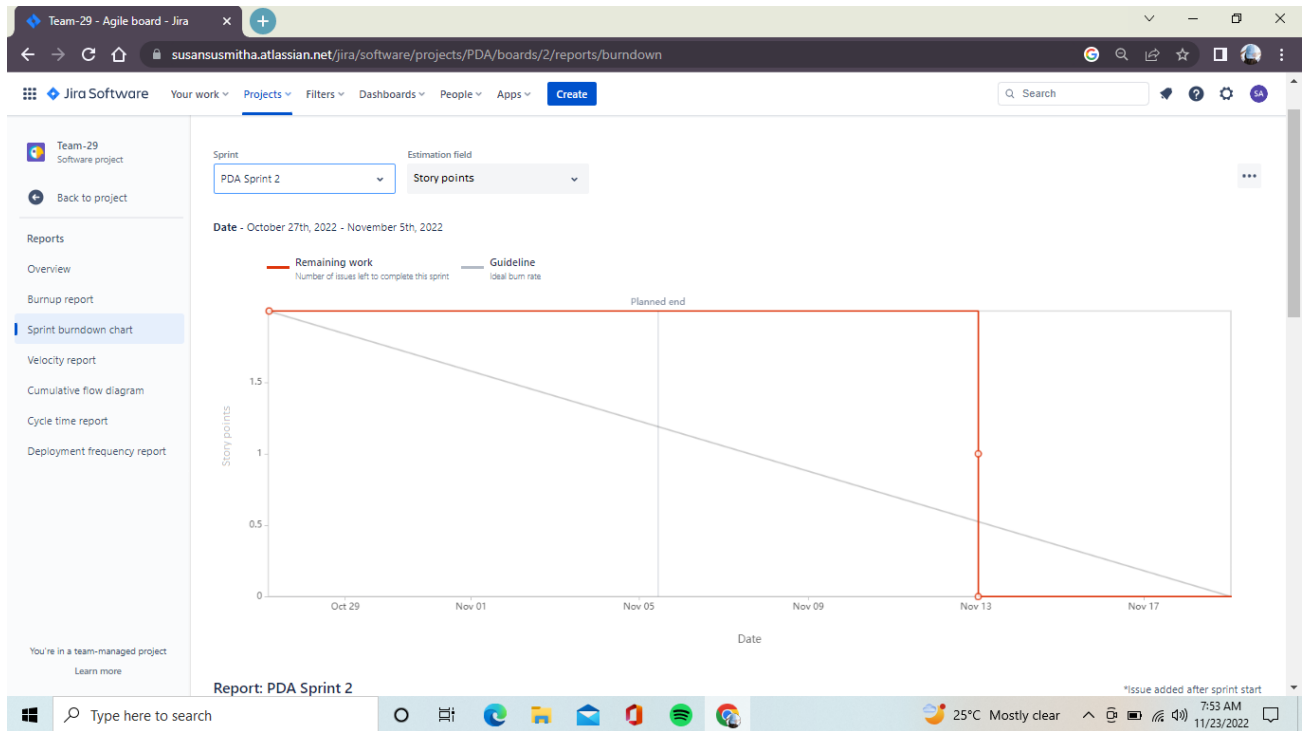 Team-29 - Agile board - Jira
susansusmitha.atlassian.net/jira/software/projects/PDA/boards/2/reports/burndown
Jira Software Your work Projects Filters Dashboards People Apps Create Search SA
Team-29
Software project
Back to project
Reports
Overview
Burnup report
Sprint burndown chart
Velocity report
Cumulative flow diagram
Cycle time report
Deployment frequency report
You're in a team-managed project
Learn more
Sprint Estimation field
PDA Sprint 2 Story points
Date - October 27th, 2022 - November 5th, 2022
Remaining work Guideline
Number of issues left to complete this sprint Ideal burn rate
Planned end
1.5
1
0.5
0
Story points
Oct 29 Nov 01 Nov 05 Nov 09 Nov 13 Nov 17
Date
Report: PDA Sprint 2 *Issue added after sprint start
Type here to search 25°C Mostly clear 7:53 AM
11/23/2022